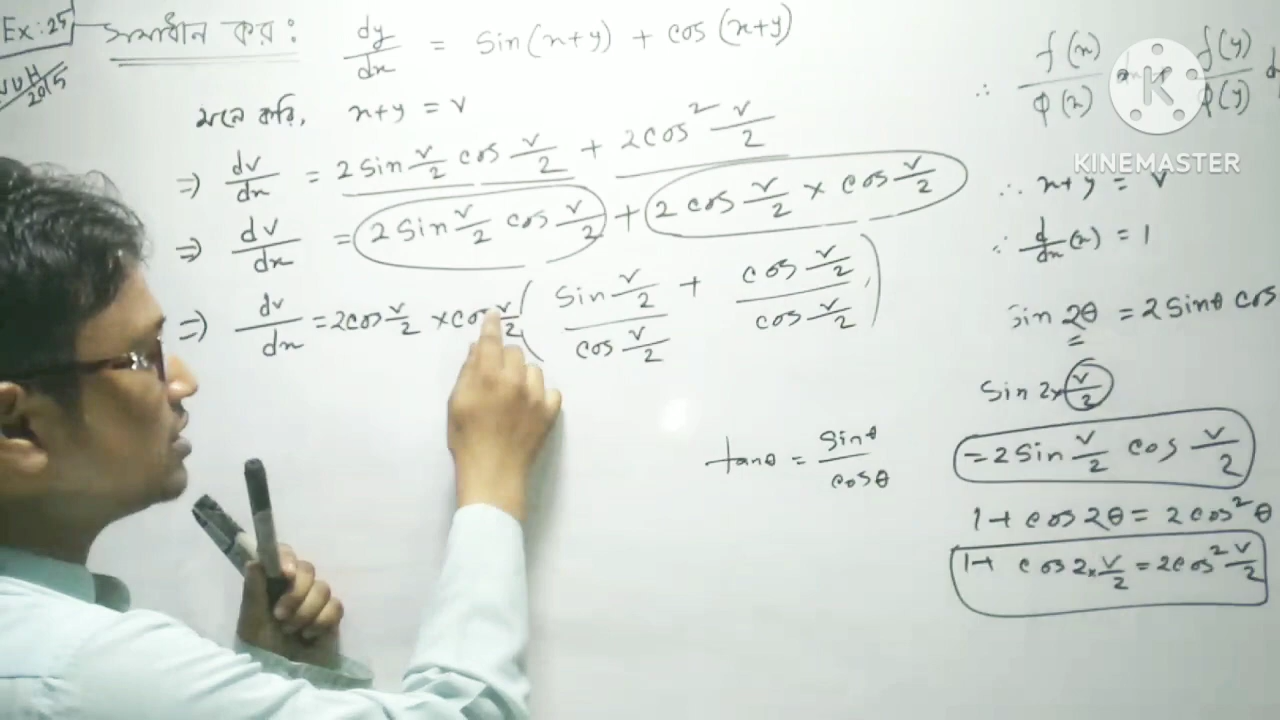 Ex: 25
NUH 2015
সমাধান কর : dy/dx = Sin(x+y) + cos(x+y)
মনে করি, x+y = v
⇒ dv/dx = 2 Sin v/2 cos v/2 + 2cos² v/2
⇒ dv/dx = 2 Sin v/2 cos v/2 + 2 cos v/2 × cos v/2
⇒ dv/dx = 2cos v/2 × cos v/2 ( Sin v/2 / cos v/2 + cos v/2 / cos v/2 )
tanθ = Sinθ / cosθ
∴ f(x)/φ(x) f(y)/φ(y)
KINEMASTER
∴ x+y = v
∴ d/dx (x) = 1
Sin 2θ = 2 Sinθ cos
Sin 2× v/2
= 2 Sin v/2 cos v/2
1+ cos 2θ = 2cos² θ
1+ cos 2× v/2 = 2cos² v/2